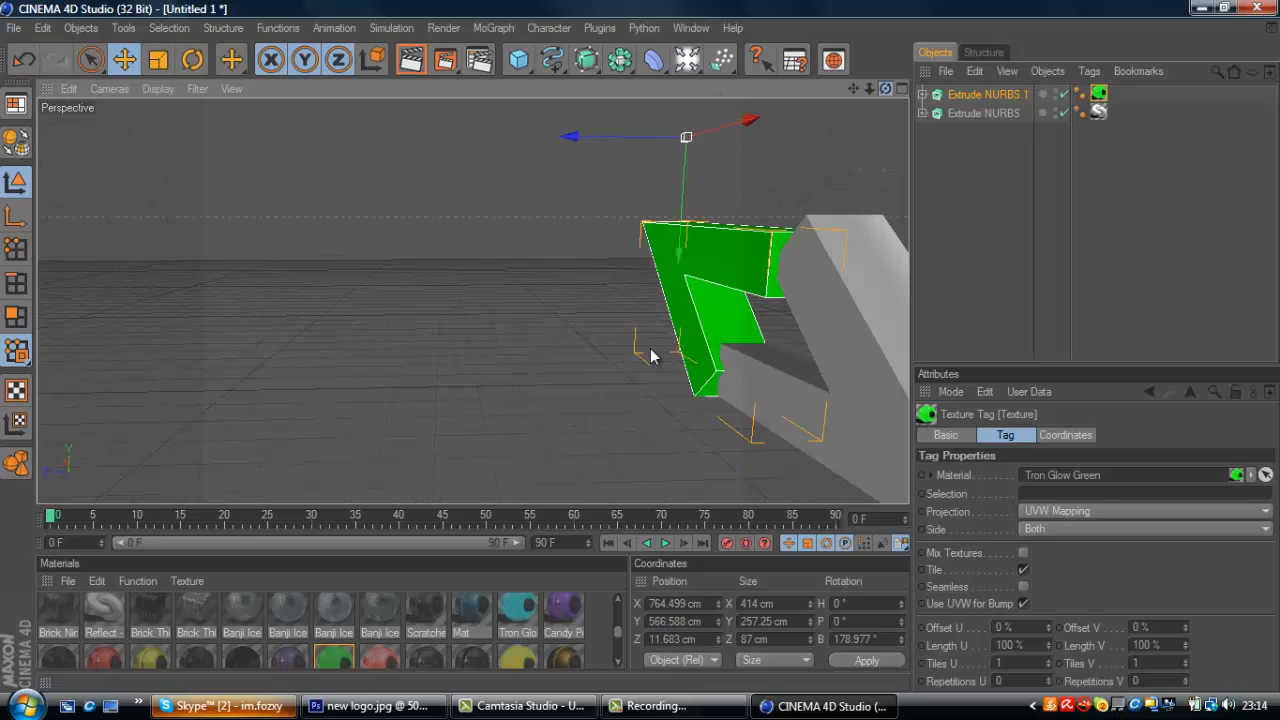 CINEMA 4D Studio (32 Bit) - [Untitled 1 *]
File Edit Objects Tools Selection Structure Functions Animation Simulation Render MoGraph Character Plugins Python Window Help
X Y Z
Edit Cameras Display Filter View
Perspective
Y
Objects Structure
File Edit View Objects Tags Bookmarks
Extrude NURBS.1
Extrude NURBS
Attributes
Mode Edit User Data
Texture Tag [Texture]
Basic Tag Coordinates
Tag Properties
Material Tron Glow Green
Selection
Projection UVW Mapping
Side Both
Mix Textures
Tile
Seamless
Use UVW for Bump
Offset U 0 % Offset V 0 %
Length U 100 % Length V 100 %
Tiles U 1 Tiles V 1
Repetitions U 0 Repetitions V 0
0 5 10 15 20 25 30 35 40 45 50 55 60 65 70 75 80 85 90 0 F
0 F 0 F 90 F 90 F
Materials
File Edit Function Texture
Brick Nin Reflect - Brick Thi Brick Thi Banji Ice Banji Ice Banji Ice Banji Ice Scratche Mat Tron Glo Candy P
Coordinates
Position Size Rotation
X 764.499 cm X 414 cm H 0 °
Y 566.588 cm Y 257.25 cm P 0 °
Z 11.683 cm Z 87 cm B 178.977 °
Object (Rel) Size Apply
MAXON
CINEMA 4D
Skype™ [2] - im.fozxy new logo.jpg @ 50... Camtasia Studio - U... Recording... CINEMA 4D Studio (... 23:14